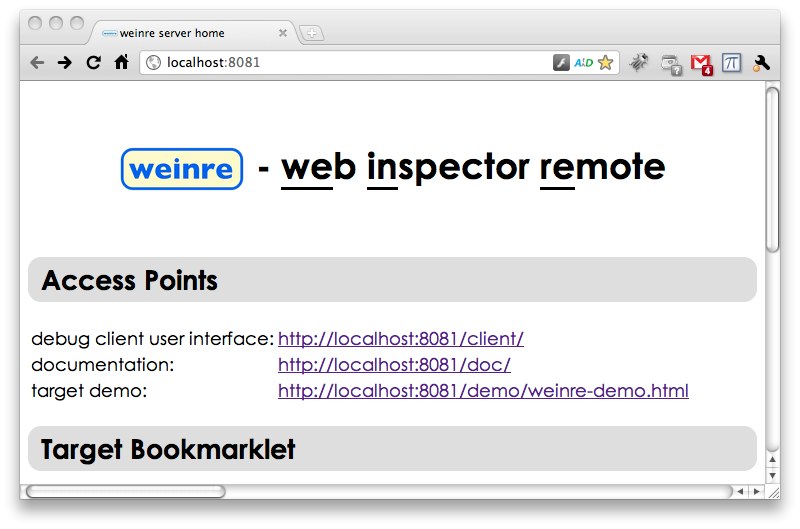 weinre server home
localhost:8081
A!D
?
4
π
weinre - web inspector remote
Access Points
debug client user interface: http://localhost:8081/client/
documentation: http://localhost:8081/doc/
target demo: http://localhost:8081/demo/weinre-demo.html
Target Bookmarklet